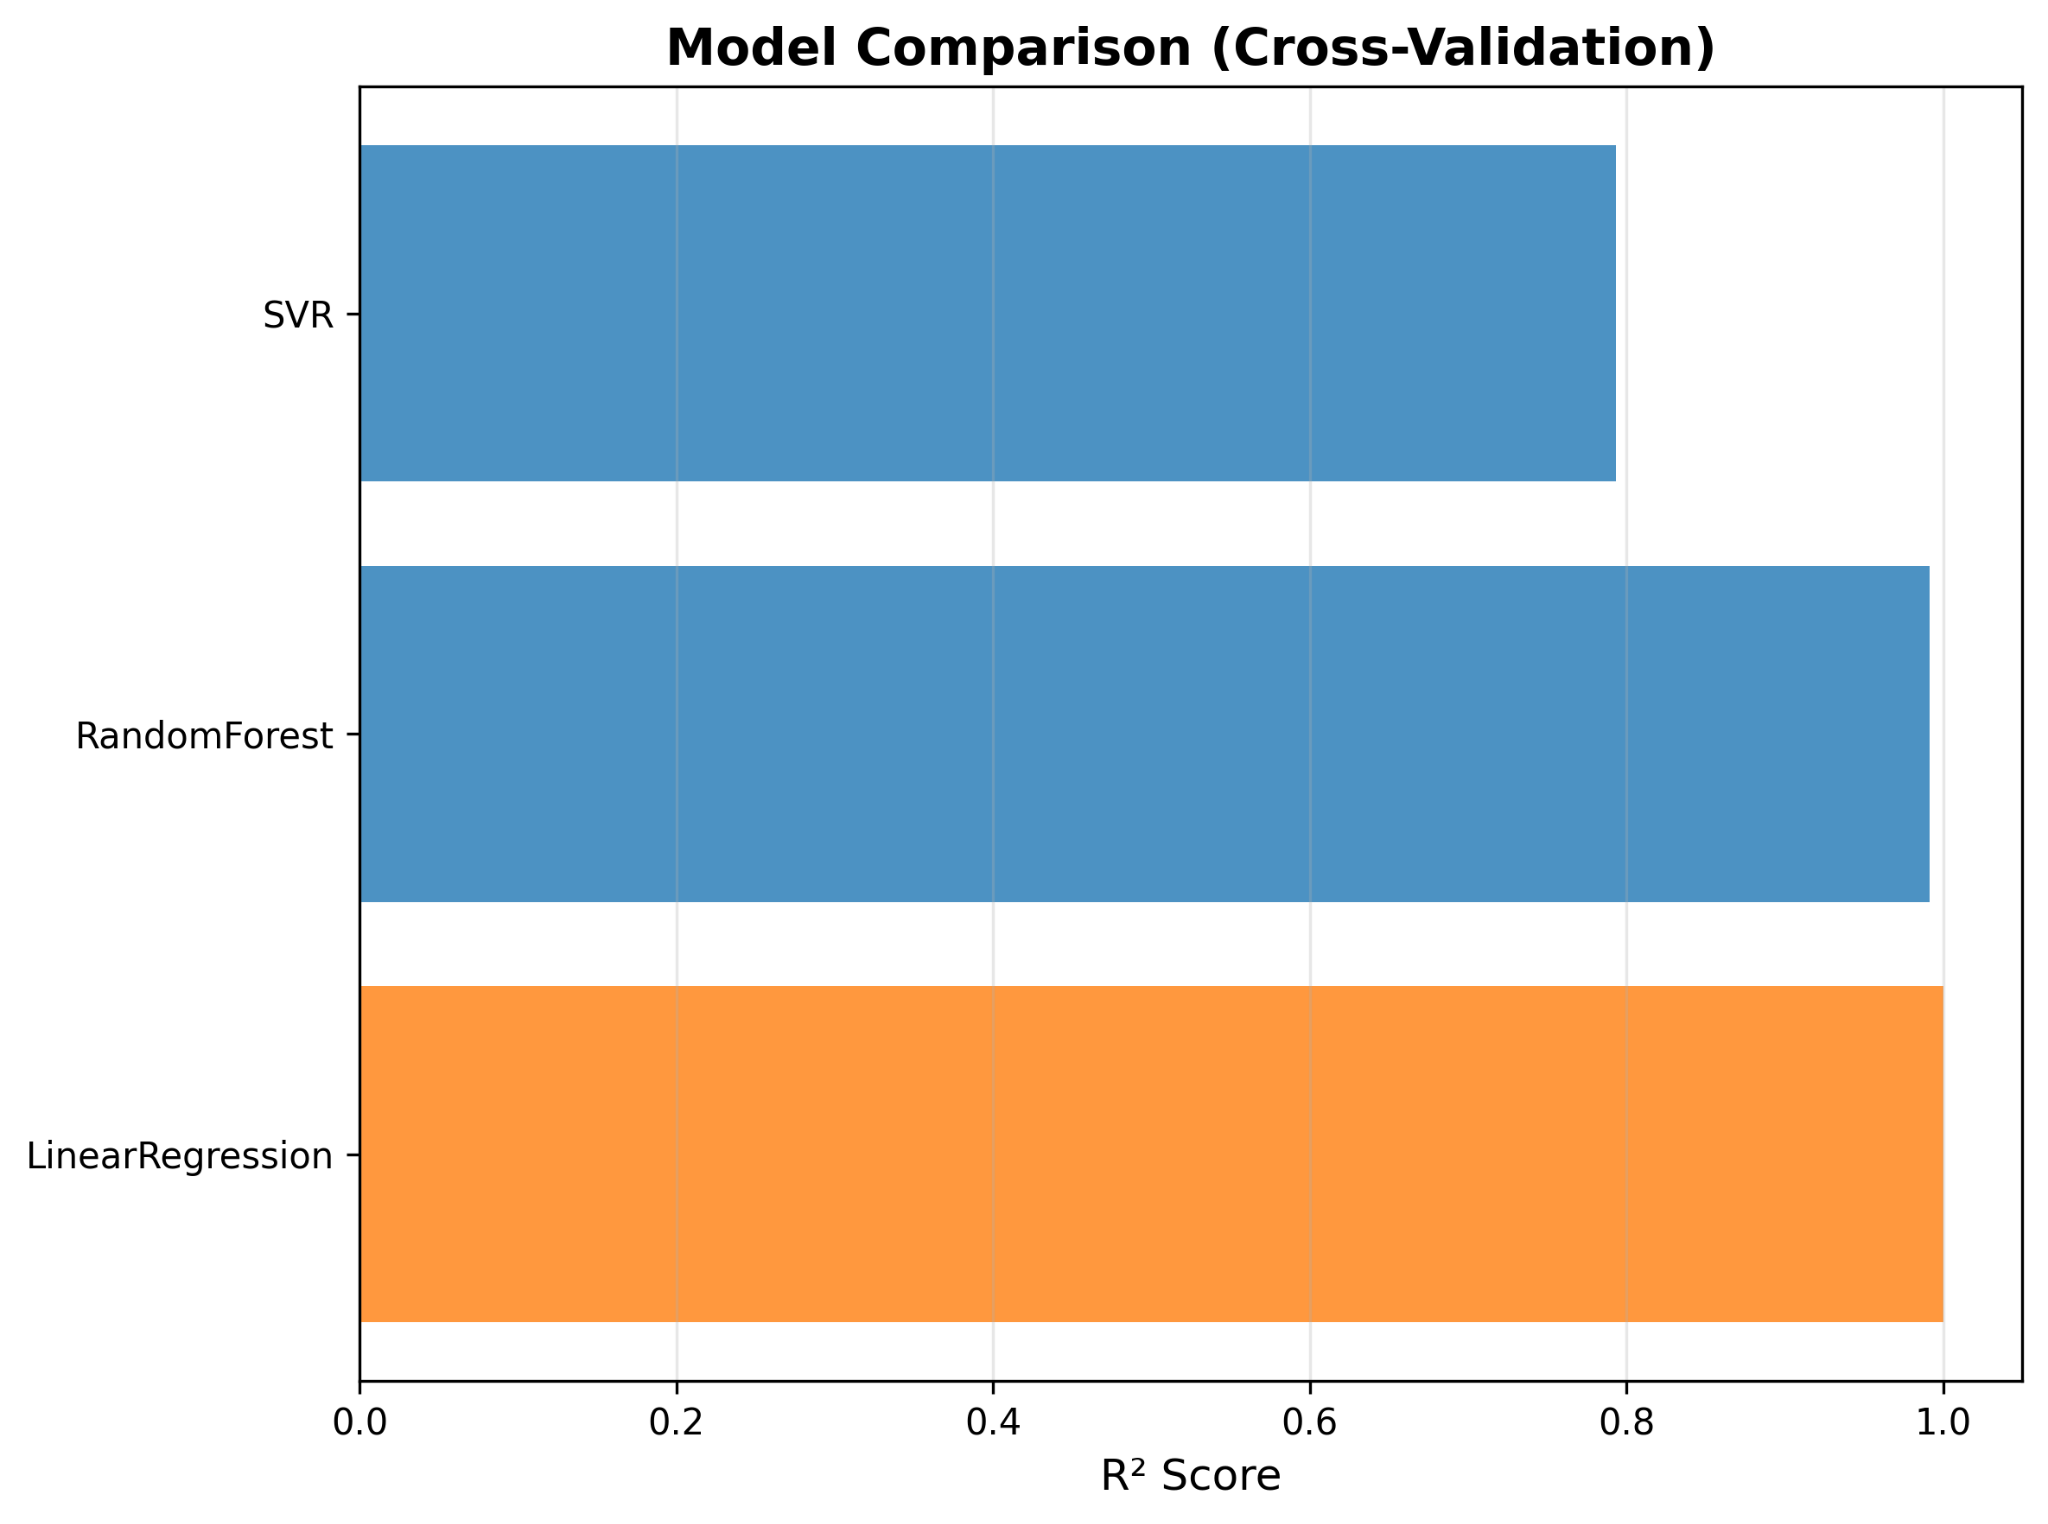 Model Comparison (Cross-Validation)
SVR
RandomForest
LinearRegression
0.0 0.2 0.4 0.6 0.8 1.0
R² Score